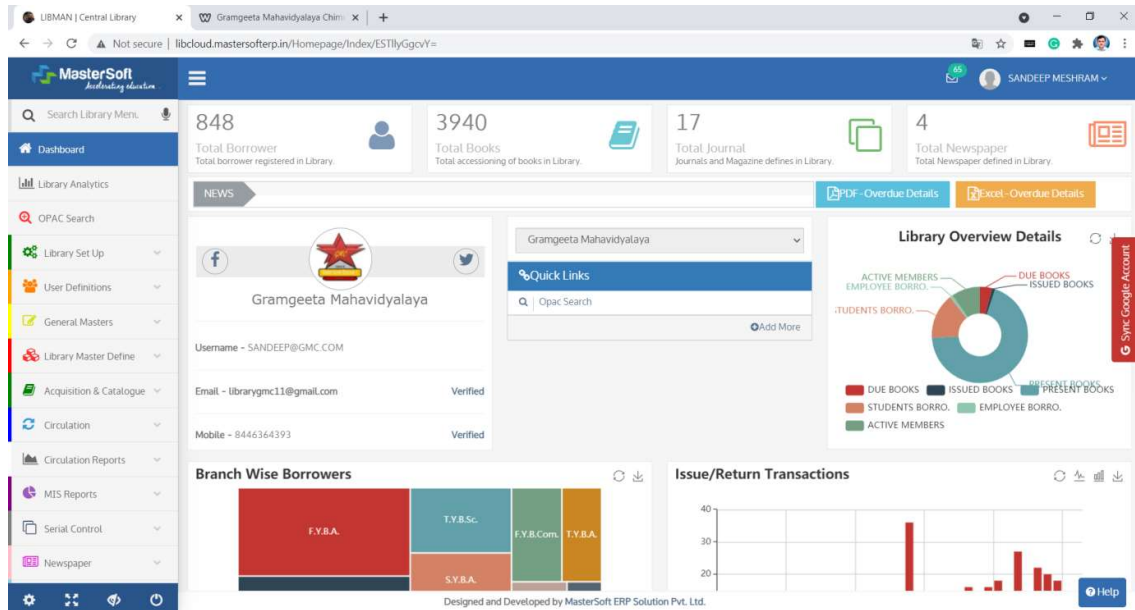 LIBMAN | Central Library
Gramgeeta Mahavidyalaya Chim
Not secure | libcloud.mastersofterp.in/Homepage/Index/ESTllyGgcvY=
MasterSoft
Accelerating education
65
SANDEEP MESHRAM
Search Library Menu
848
Total Borrower
Total borrower registered in Library.
3940
Total Books
Total accessioning of books in Library.
17
Total Journal
Journals and Magazine defines in Library.
4
Total Newspaper
Total Newspaper defined in Library.
Dashboard
Library Analytics
OPAC Search
Library Set Up
User Definitions
General Masters
Library Master Define
Acquisition & Catalogue
Circulation
Circulation Reports
MIS Reports
Serial Control
Newspaper
NEWS
PDF-Overdue Details
Excel-Overdue Details
Gramgeeta Mahavidyalaya
Username - SANDEEP@GMC.COM
Email - librarygmc11@gmail.com Verified
Mobile - 8446364393 Verified
Gramgeeta Mahavidyalaya
Quick Links
Opac Search
Add More
Library Overview Details
ACTIVE MEMBERS
EMPLOYEE BORRO.
TUDENTS BORRO.
DUE BOOKS
ISSUED BOOKS
PRESENT BOOKS
DUE BOOKS ISSUED BOOKS PRESENT BOOKS
STUDENTS BORRO. EMPLOYEE BORRO.
ACTIVE MEMBERS
Sync Google Account
Branch Wise Borrowers
F.Y.B.A.
T.Y.B.Sc.
S.Y.B.A.
F.Y.B.Com.
T.Y.B.A.
Issue/Return Transactions
40
30
20
Help
Designed and Developed by MasterSoft ERP Solution Pvt. Ltd.